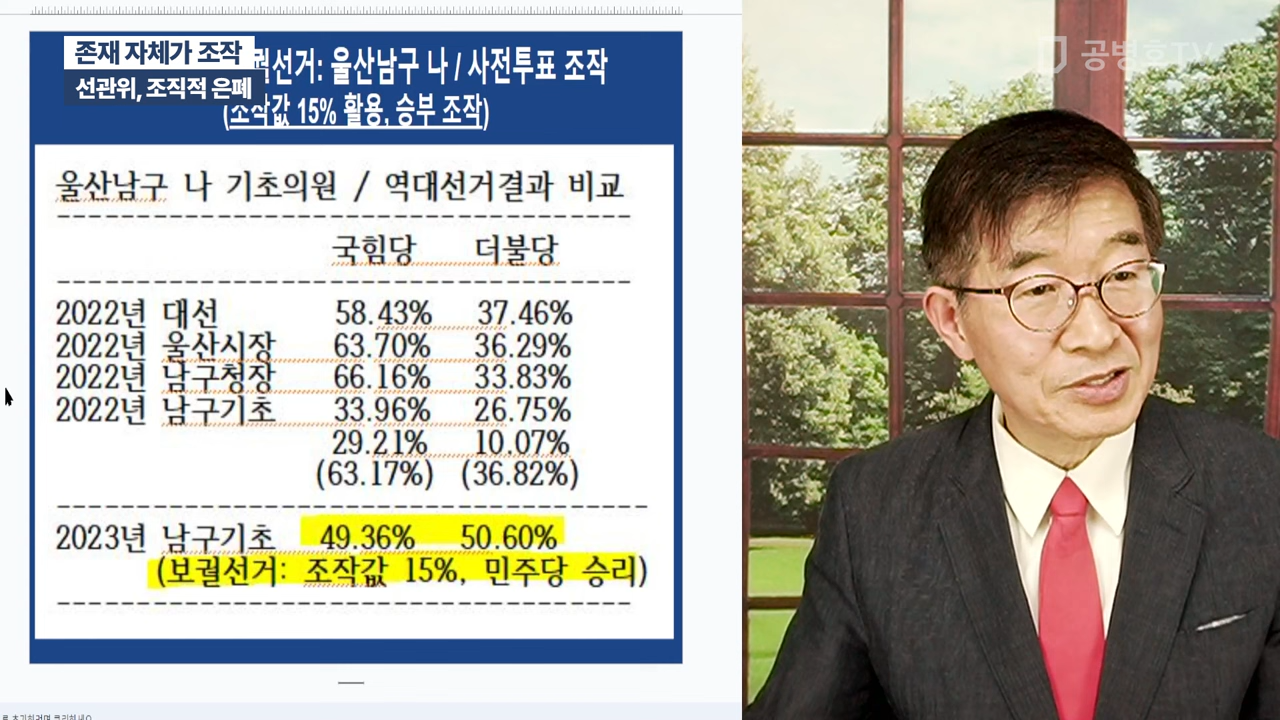 존재 자체가 조작
선관위, 조직적 은폐
궐선거: 울산남구 나 / 사전투표 조작
(조작값 15% 활용, 승부 조작)
공병호TV
울산남구 나 기초의원 / 역대선거결과 비교
국힘당 더불당
2022년 대선 58.43% 37.46%
2022년 울산시장 63.70% 36.29%
2022년 남구청장 66.16% 33.83%
2022년 남구기초 33.96% 26.75%
29.21% 10.07%
(63.17%) (36.82%)
2023년 남구기초 49.36% 50.60%
(보궐선거: 조작값 15%, 민주당 승리)